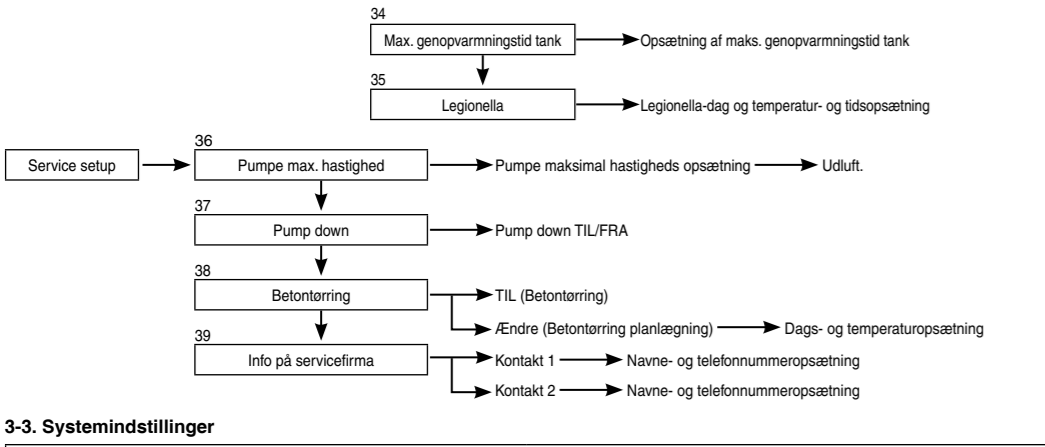 34
Max. genopvarmningstid tank
Opsætning af maks. genopvarmningstid tank
35
Legionella
Legionella-dag og temperatur- og tidsopsætning
36
Service setup
Pumpe max. hastighed
Pumpe maksimal hastigheds opsætning
Udluft.
37
Pump down
Pump down TIL/FRA
38
Betontørring
TIL (Betontørring)
Ændre (Betontørring planlægning)
Dags- og temperaturopsætning
39
Info på servicefirma
Kontakt 1
Navne- og telefonnummeropsætning
Kontakt 2
Navne- og telefonnummeropsætning
3-3. Systemindstillinger